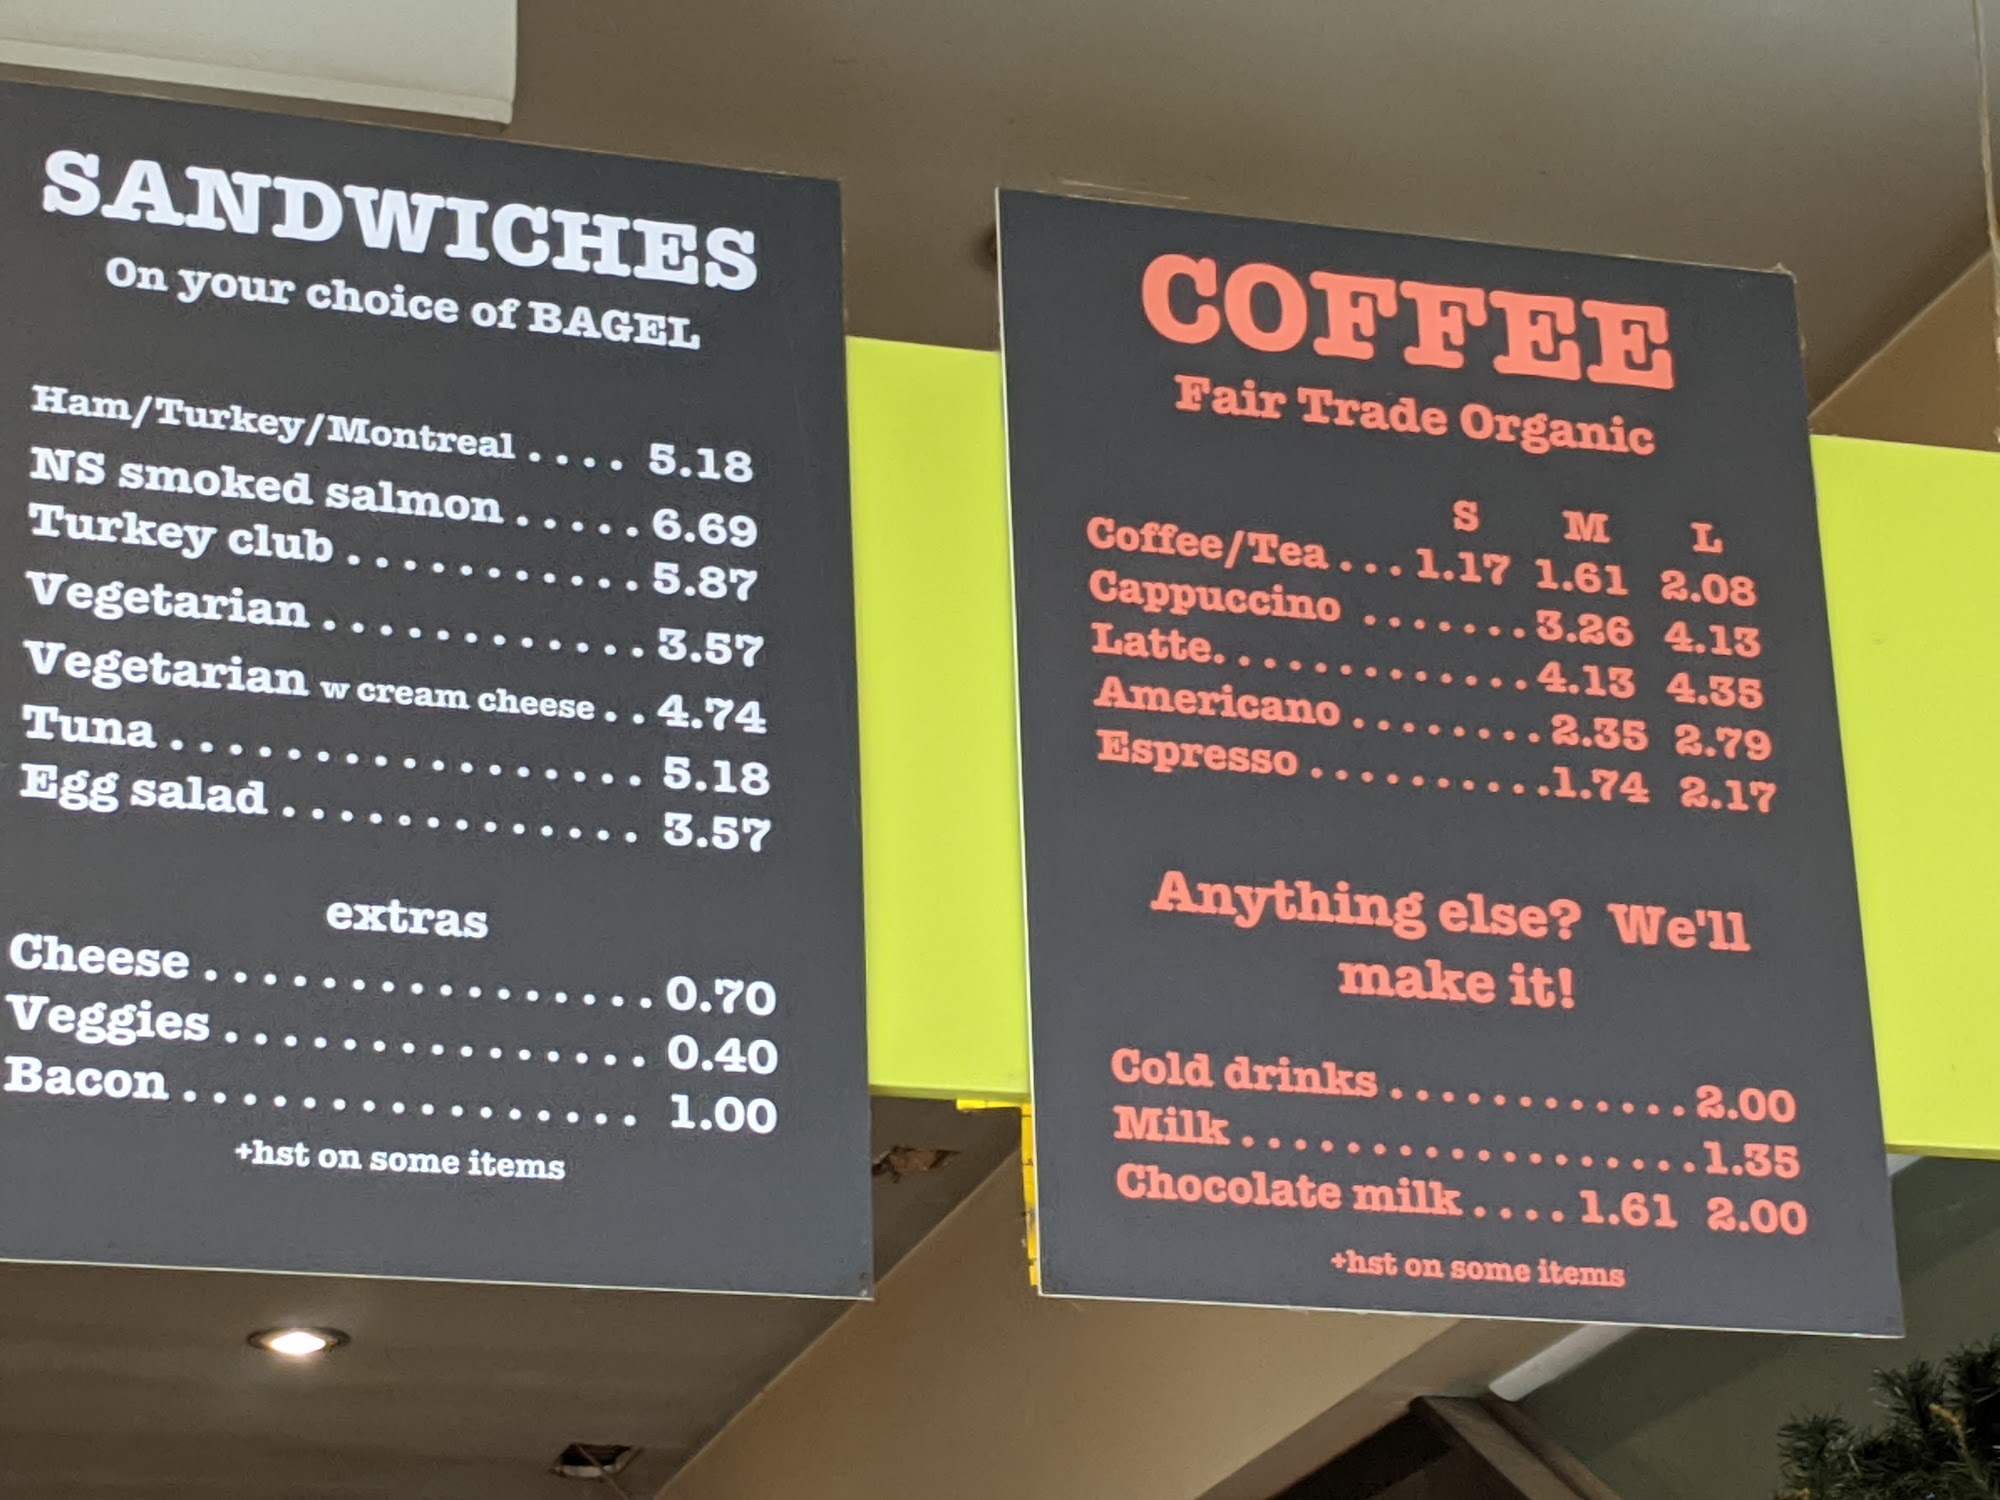 SANDWICHES
On your choice of BAGEL
Ham/Turkey/Montreal . . . . 5.18
NS smoked salmon . . . . . 6.69
Turkey club . . . . . . . . . . . 5.87
Vegetarian . . . . . . . . . . . . 3.57
Vegetarian w cream cheese . . 4.74
Tuna . . . . . . . . . . . . . . . . . 5.18
Egg salad . . . . . . . . . . . . . 3.57
extras
Cheese . . . . . . . . . . . . . . . . 0.70
Veggies . . . . . . . . . . . . . . . 0.40
Bacon . . . . . . . . . . . . . . . . 1.00
+hst on some items
COFFEE
Fair Trade Organic
S M L
Coffee/Tea . . . 1.17 1.61 2.08
Cappuccino . . . . . . . 3.26 4.13
Latte. . . . . . . . . . . . . 4.13 4.35
Americano . . . . . . . . 2.35 2.79
Espresso . . . . . . . . . . .1.74 2.17
Anything else? We'll
make it!
Cold drinks . . . . . . . . . . . . 2.00
Milk . . . . . . . . . . . . . . . . . . 1.35
Chocolate milk . . . . 1.61 2.00
+hst on some items